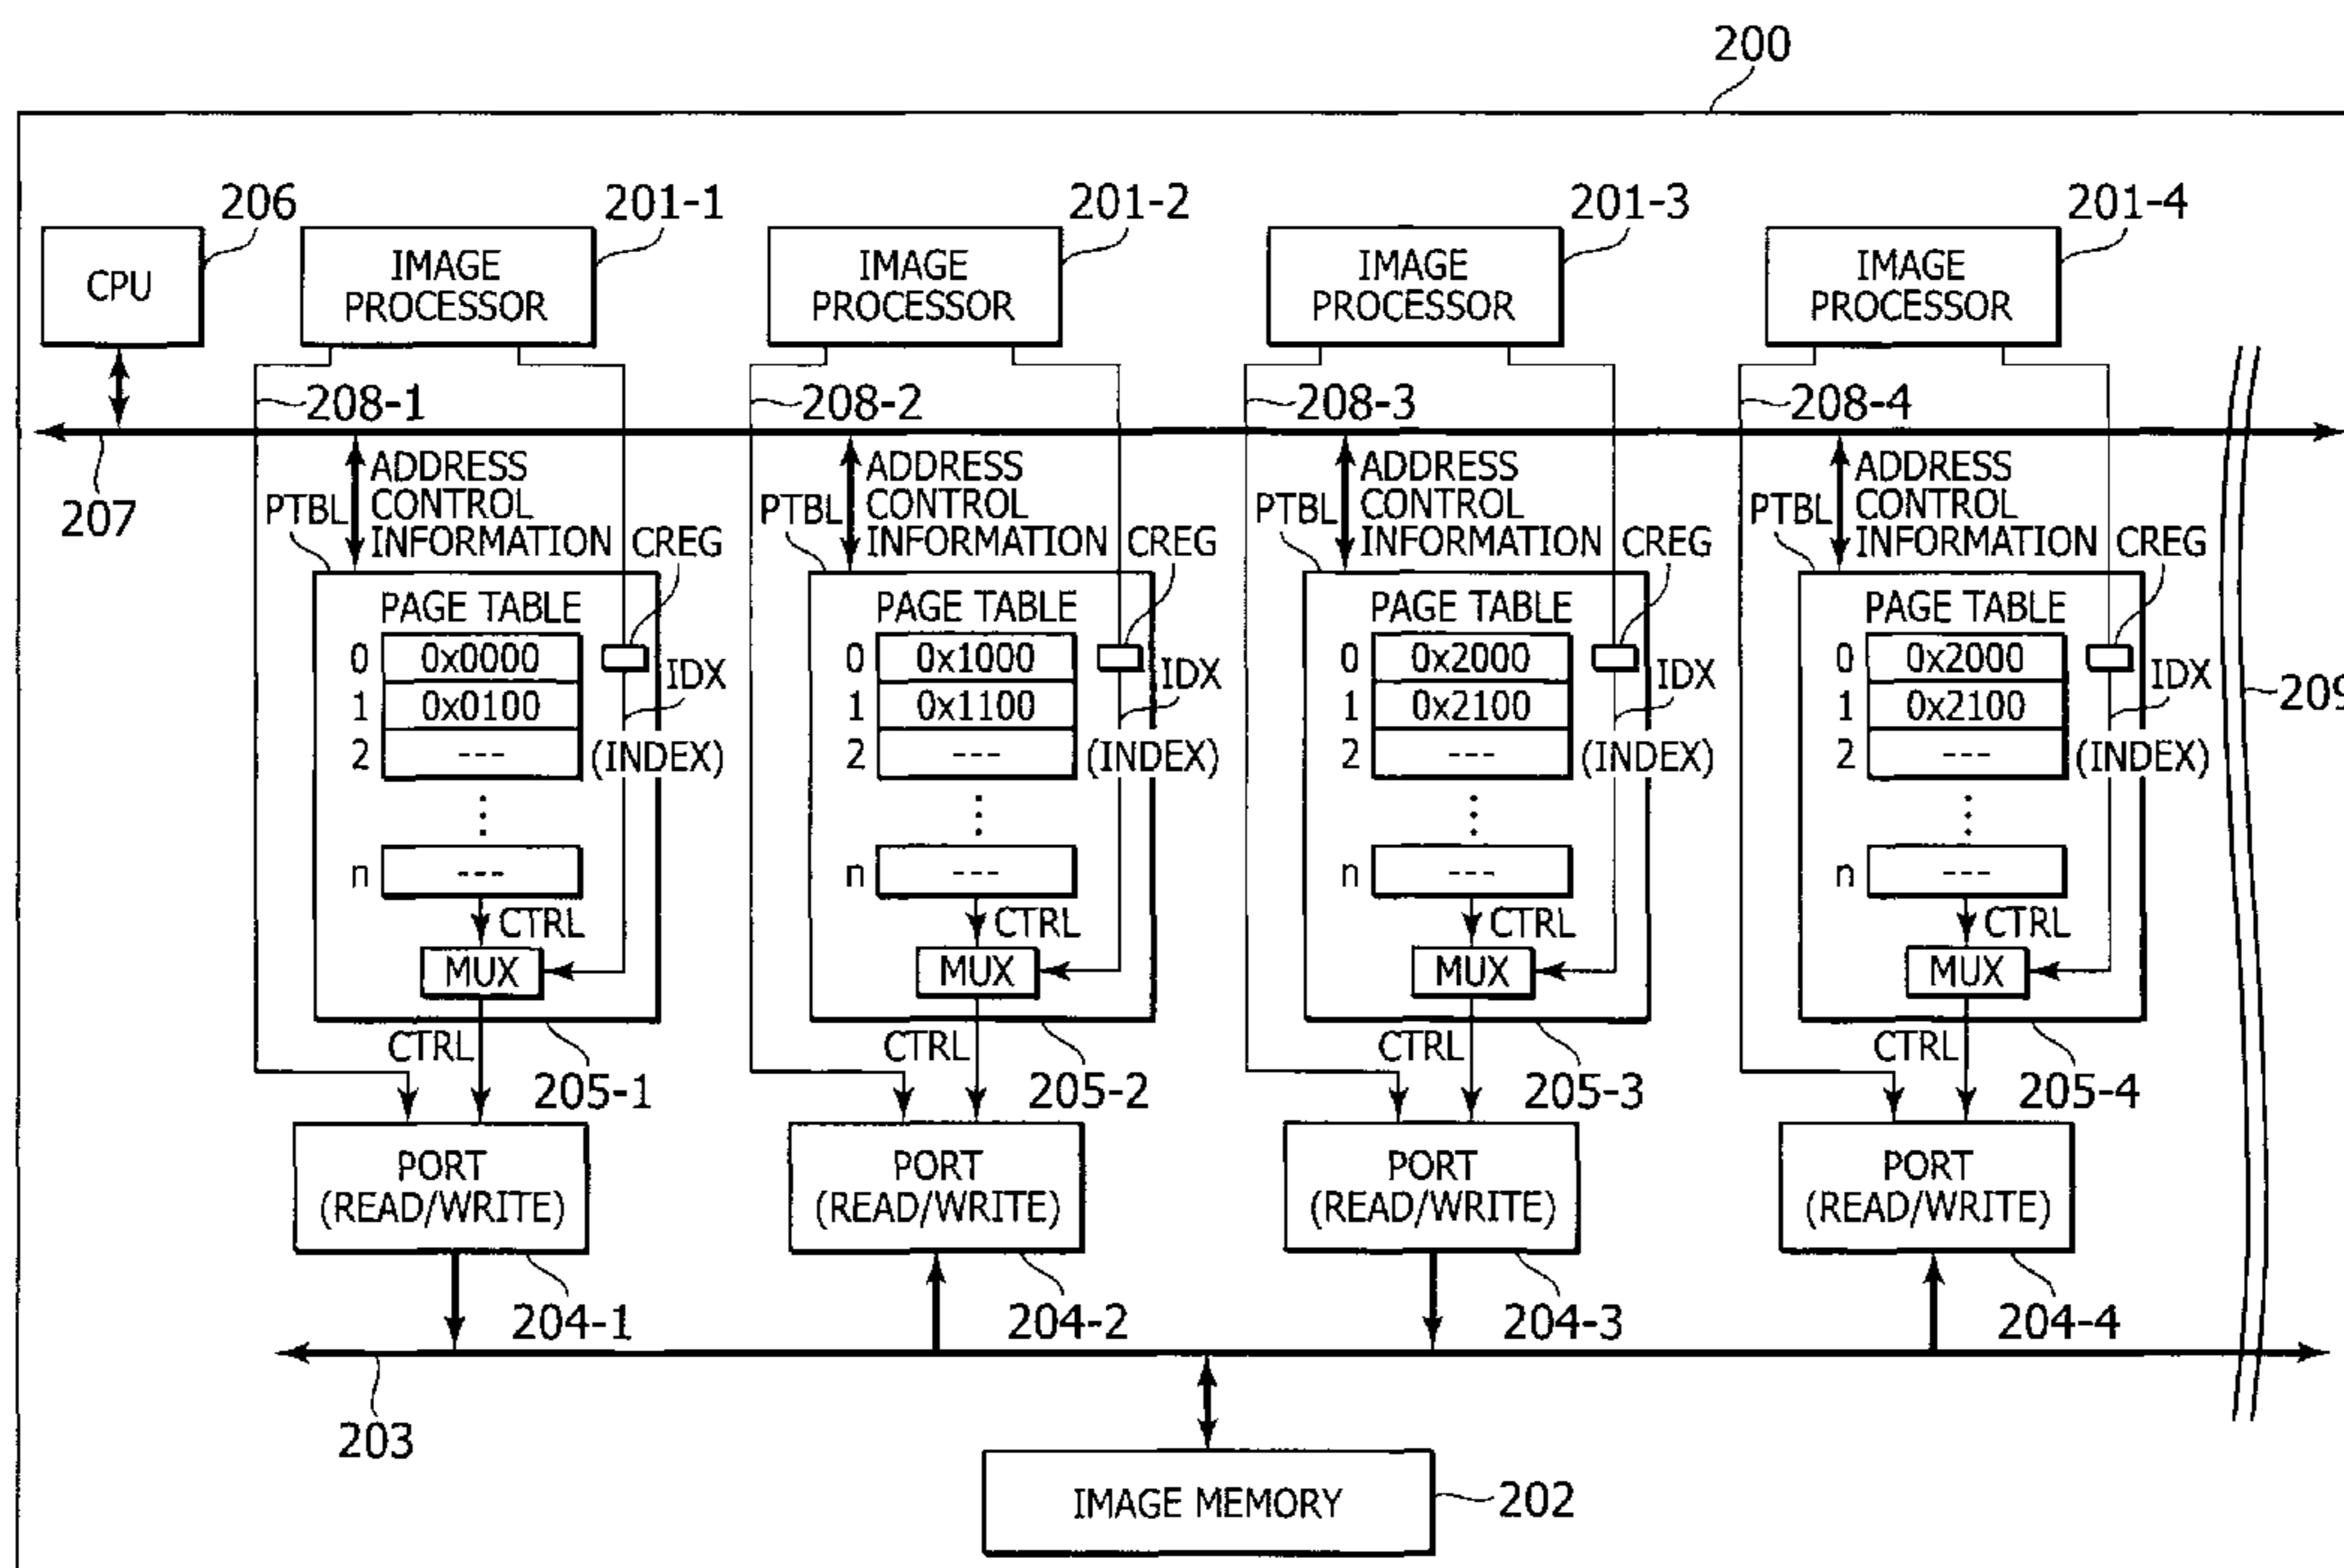 200
206
201-1
201-2
201-3
201-4
CPU
IMAGE
PROCESSOR
IMAGE
PROCESSOR
IMAGE
PROCESSOR
IMAGE
PROCESSOR
208-1
208-2
208-3
208-4
207
PTBL
ADDRESS
CONTROL
INFORMATION
CREG
PTBL
ADDRESS
CONTROL
INFORMATION
CREG
PTBL
ADDRESS
CONTROL
INFORMATION
CREG
PTBL
ADDRESS
CONTROL
INFORMATION
CREG
209
PAGE TABLE
0 0x0000
IDX
1 0x0100
2 ---
(INDEX)
⋮
n ---
CTRL
MUX
CTRL
205-1
PAGE TABLE
0 0x1000
IDX
1 0x1100
2 ---
(INDEX)
⋮
n ---
CTRL
MUX
CTRL
205-2
PAGE TABLE
0 0x2000
IDX
1 0x2100
2 ---
(INDEX)
⋮
n ---
CTRL
MUX
CTRL
205-3
PAGE TABLE
0 0x2000
IDX
1 0x2100
2 ---
(INDEX)
⋮
n ---
CTRL
MUX
CTRL
205-4
PORT
(READ/WRITE)
204-1
PORT
(READ/WRITE)
204-2
PORT
(READ/WRITE)
204-3
PORT
(READ/WRITE)
204-4
203
IMAGE MEMORY
202